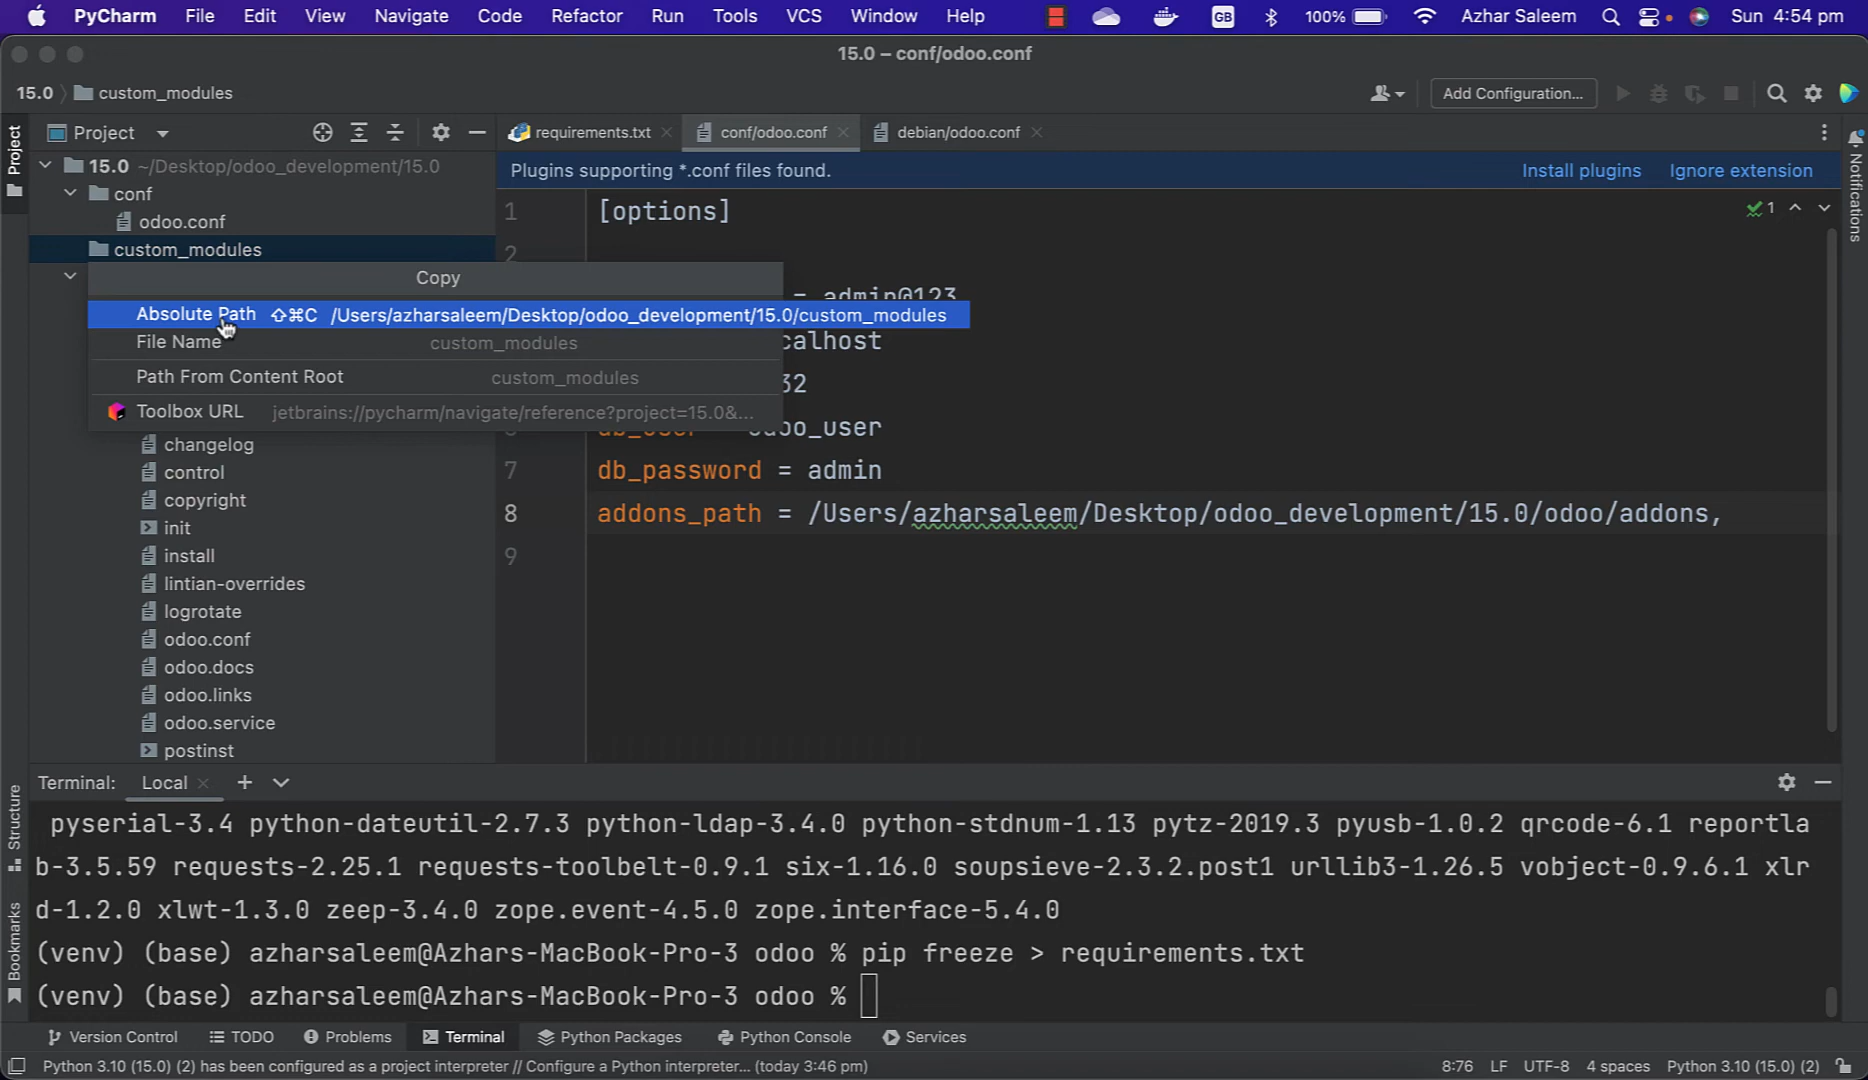 PyCharm File Edit View Navigate Code Refactor Run Tools VCS Window Help GB 100% Azhar Saleem Sun 4:54 pm
15.0 – conf/odoo.conf
15.0 custom_modules Add Configuration...
Project
Project requirements.txt conf/odoo.conf debian/odoo.conf
15.0 ~/Desktop/odoo_development/15.0
Plugins supporting *.conf files found. Install plugins Ignore extension
Notifications
conf
odoo.conf
custom_modules
1 [options] 1
2
Copy
Absolute Path ⇧⌘C /Users/azharsaleem/Desktop/odoo_development/15.0/custom_modules
File Name custom_modules
Path From Content Root custom_modules
Toolbox URL jetbrains://pycharm/navigate/reference?project=15.0&...
= admin@123
alhost
32
db_user odoo_user
7 db_password = admin
8 addons_path = /Users/azharsaleem/Desktop/odoo_development/15.0/odoo/addons,
9
changelog
control
copyright
init
install
lintian-overrides
logrotate
odoo.conf
odoo.docs
odoo.links
odoo.service
postinst
Structure
Bookmarks
Terminal: Local
pyserial-3.4 python-dateutil-2.7.3 python-ldap-3.4.0 python-stdnum-1.13 pytz-2019.3 pyusb-1.0.2 qrcode-6.1 reportla
b-3.5.59 requests-2.25.1 requests-toolbelt-0.9.1 six-1.16.0 soupsieve-2.3.2.post1 urllib3-1.26.5 vobject-0.9.6.1 xlr
d-1.2.0 xlwt-1.3.0 zeep-3.4.0 zope.event-4.5.0 zope.interface-5.4.0
(venv) (base) azharsaleem@Azhars-MacBook-Pro-3 odoo % pip freeze > requirements.txt
(venv) (base) azharsaleem@Azhars-MacBook-Pro-3 odoo %
Version Control TODO Problems Terminal Python Packages Python Console Services
Python 3.10 (15.0) (2) has been configured as a project interpreter // Configure a Python interpreter... (today 3:46 pm) 8:76 LF UTF-8 4 spaces Python 3.10 (15.0) (2)